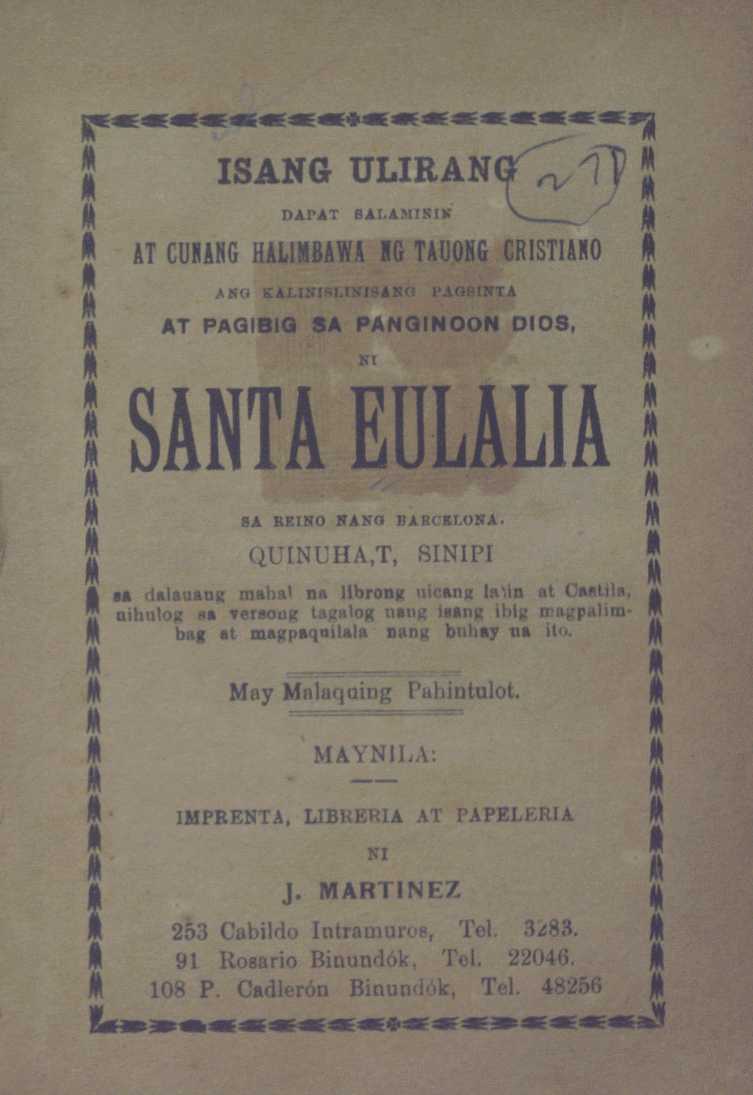 ISANG ULIRANG
27
DAPAT SALAMININ
AT CUNANG HALIMBAWA NG TAUONG CRISTIANO
ANG KALINISLINISANG PAGSINTA
AT PAGIBIG SA PANGINOON DIOS,
NI
SANTA EULALIA
SA REINO NANG BARCELONA.
QUINUHA,T, SINIPI
sa dalauang mahal na librong uicang latin at Castila,
nihulog sa versong tagalog nang isang ibig magpalim-
bag at magpaquilala nang buhay na ito.
May Malaquing Pahintulot.
MAYNILA:
IMPRENTA, LIBRERIA AT PAPELERIA
NI
J. MARTINEZ
253 Cabildo Intramuros, Tel. 3283.
91 Rosario Binundók, Tel. 22046.
108 P. Cadlerón Binundók, Tel. 48256